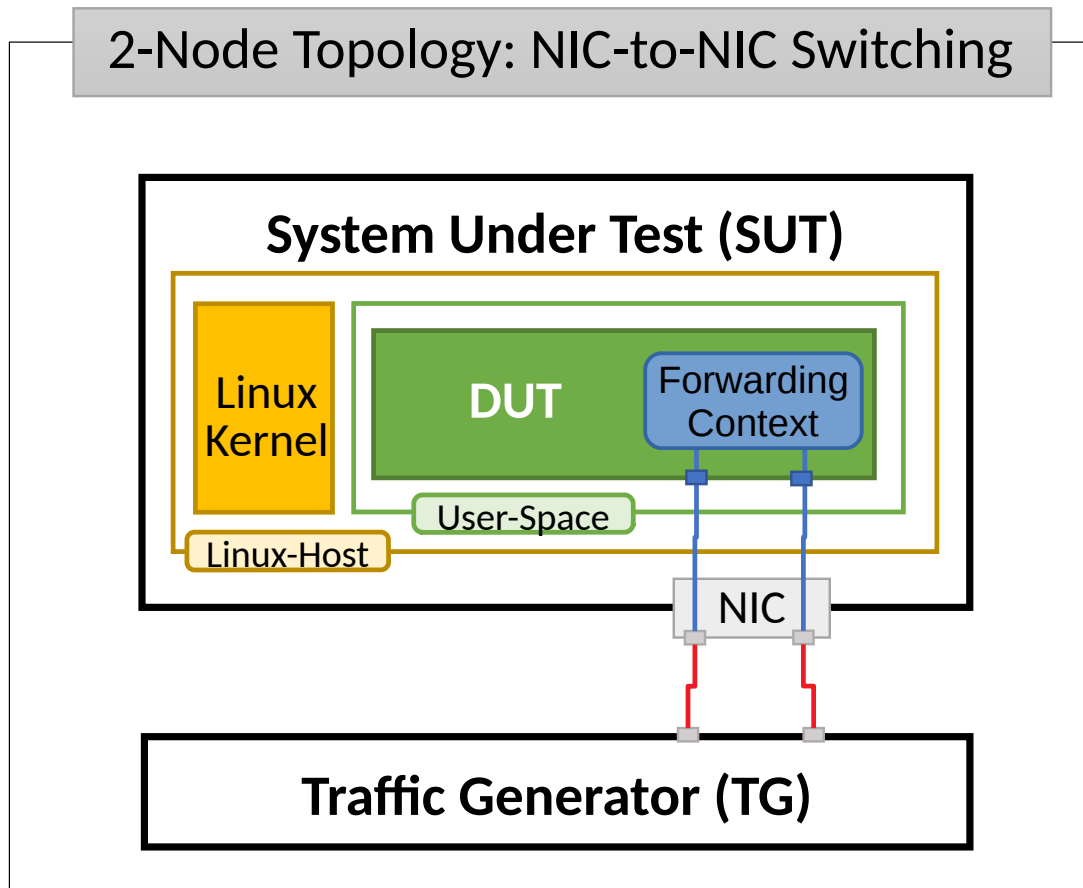 2-Node Topology: NIC-to-NIC Switching
System Under Test (SUT)
Linux
Kernel
DUT
Forwarding
Context
User-Space
Linux-Host
NIC
Traffic Generator (TG)